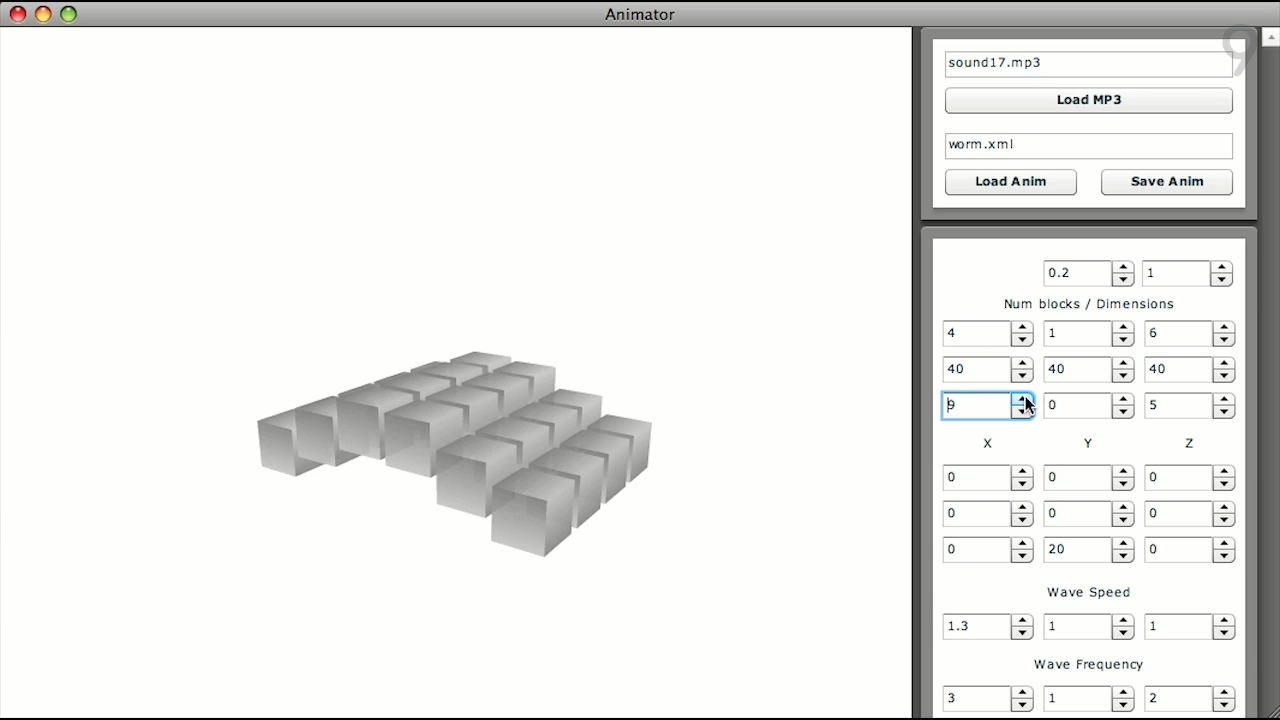 Animator
9
sound17.mp3
Load MP3
worm.xml
Load Anim Save Anim
0.2 1
Num blocks / Dimensions
4 1 6
40 40 40
9 0 5
X Y Z
0 0 0
0 0 0
0 20 0
Wave Speed
1.3 1 1
Wave Frequency
3 1 2